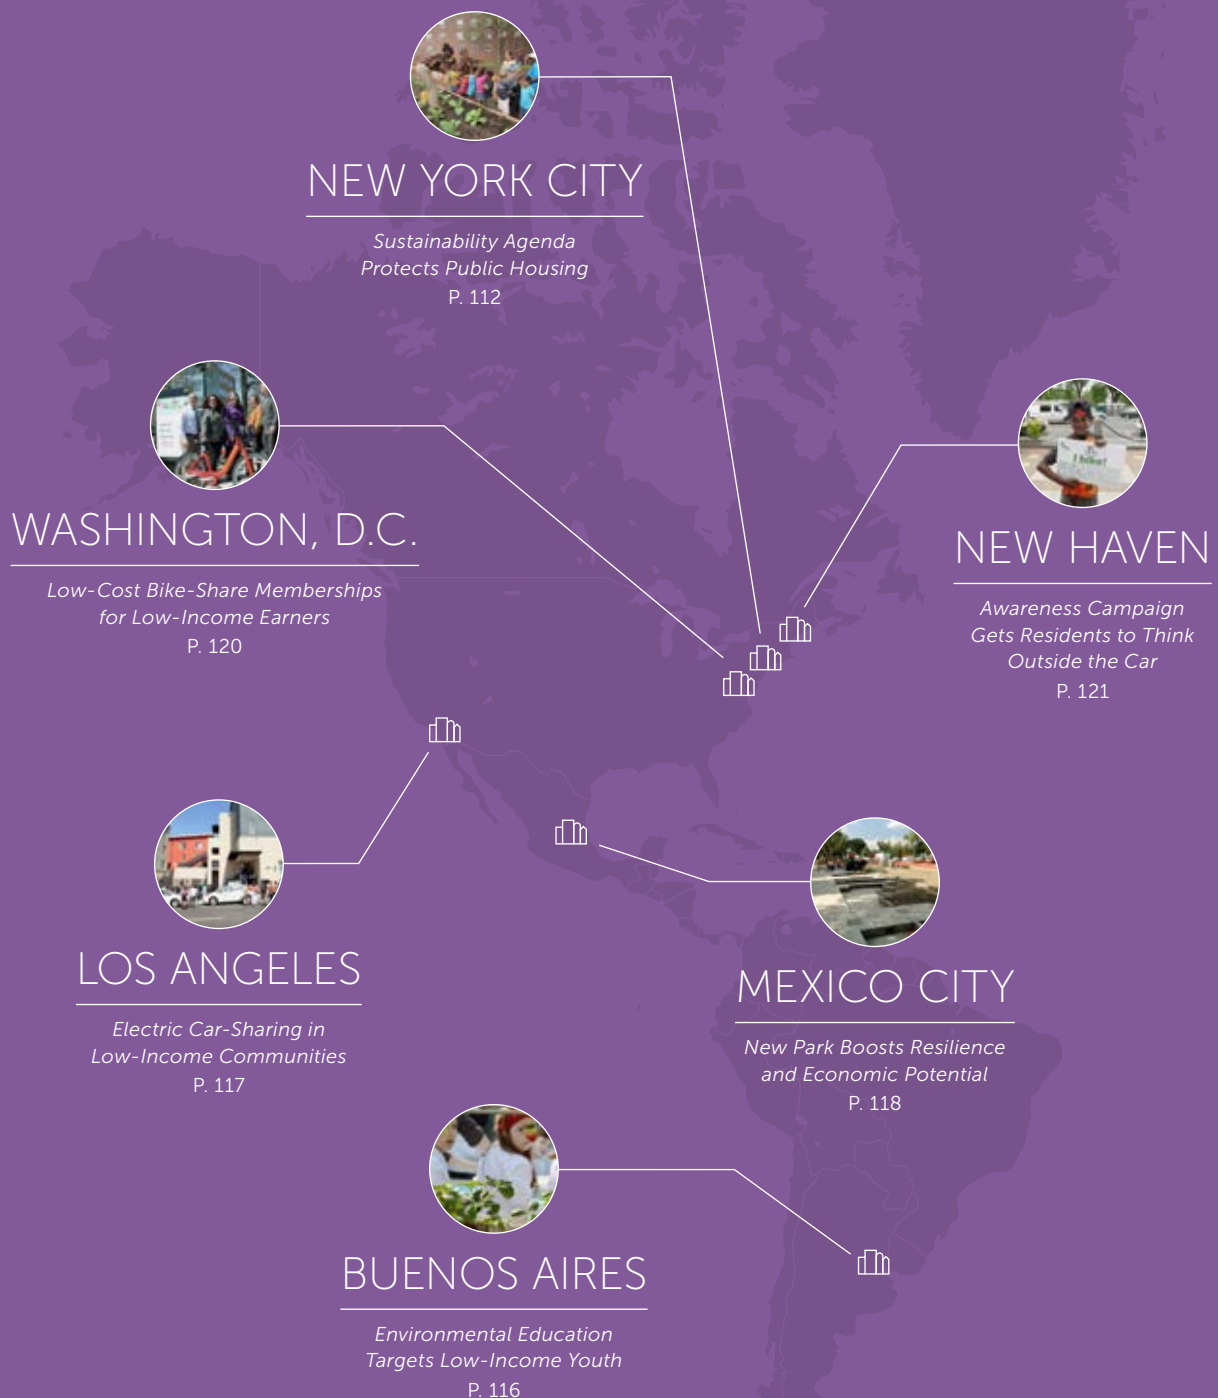 NEW YORK CITY
Sustainability Agenda
Protects Public Housing
P. 112
WASHINGTON, D.C.
Low-Cost Bike-Share Memberships
for Low-Income Earners
P. 120
NEW HAVEN
Awareness Campaign
Gets Residents to Think
Outside the Car
P. 121
LOS ANGELES
Electric Car-Sharing in
Low-Income Communities
P. 117
MEXICO CITY
New Park Boosts Resilience
and Economic Potential
P. 118
BUENOS AIRES
Environmental Education
Targets Low-Income Youth
P. 116